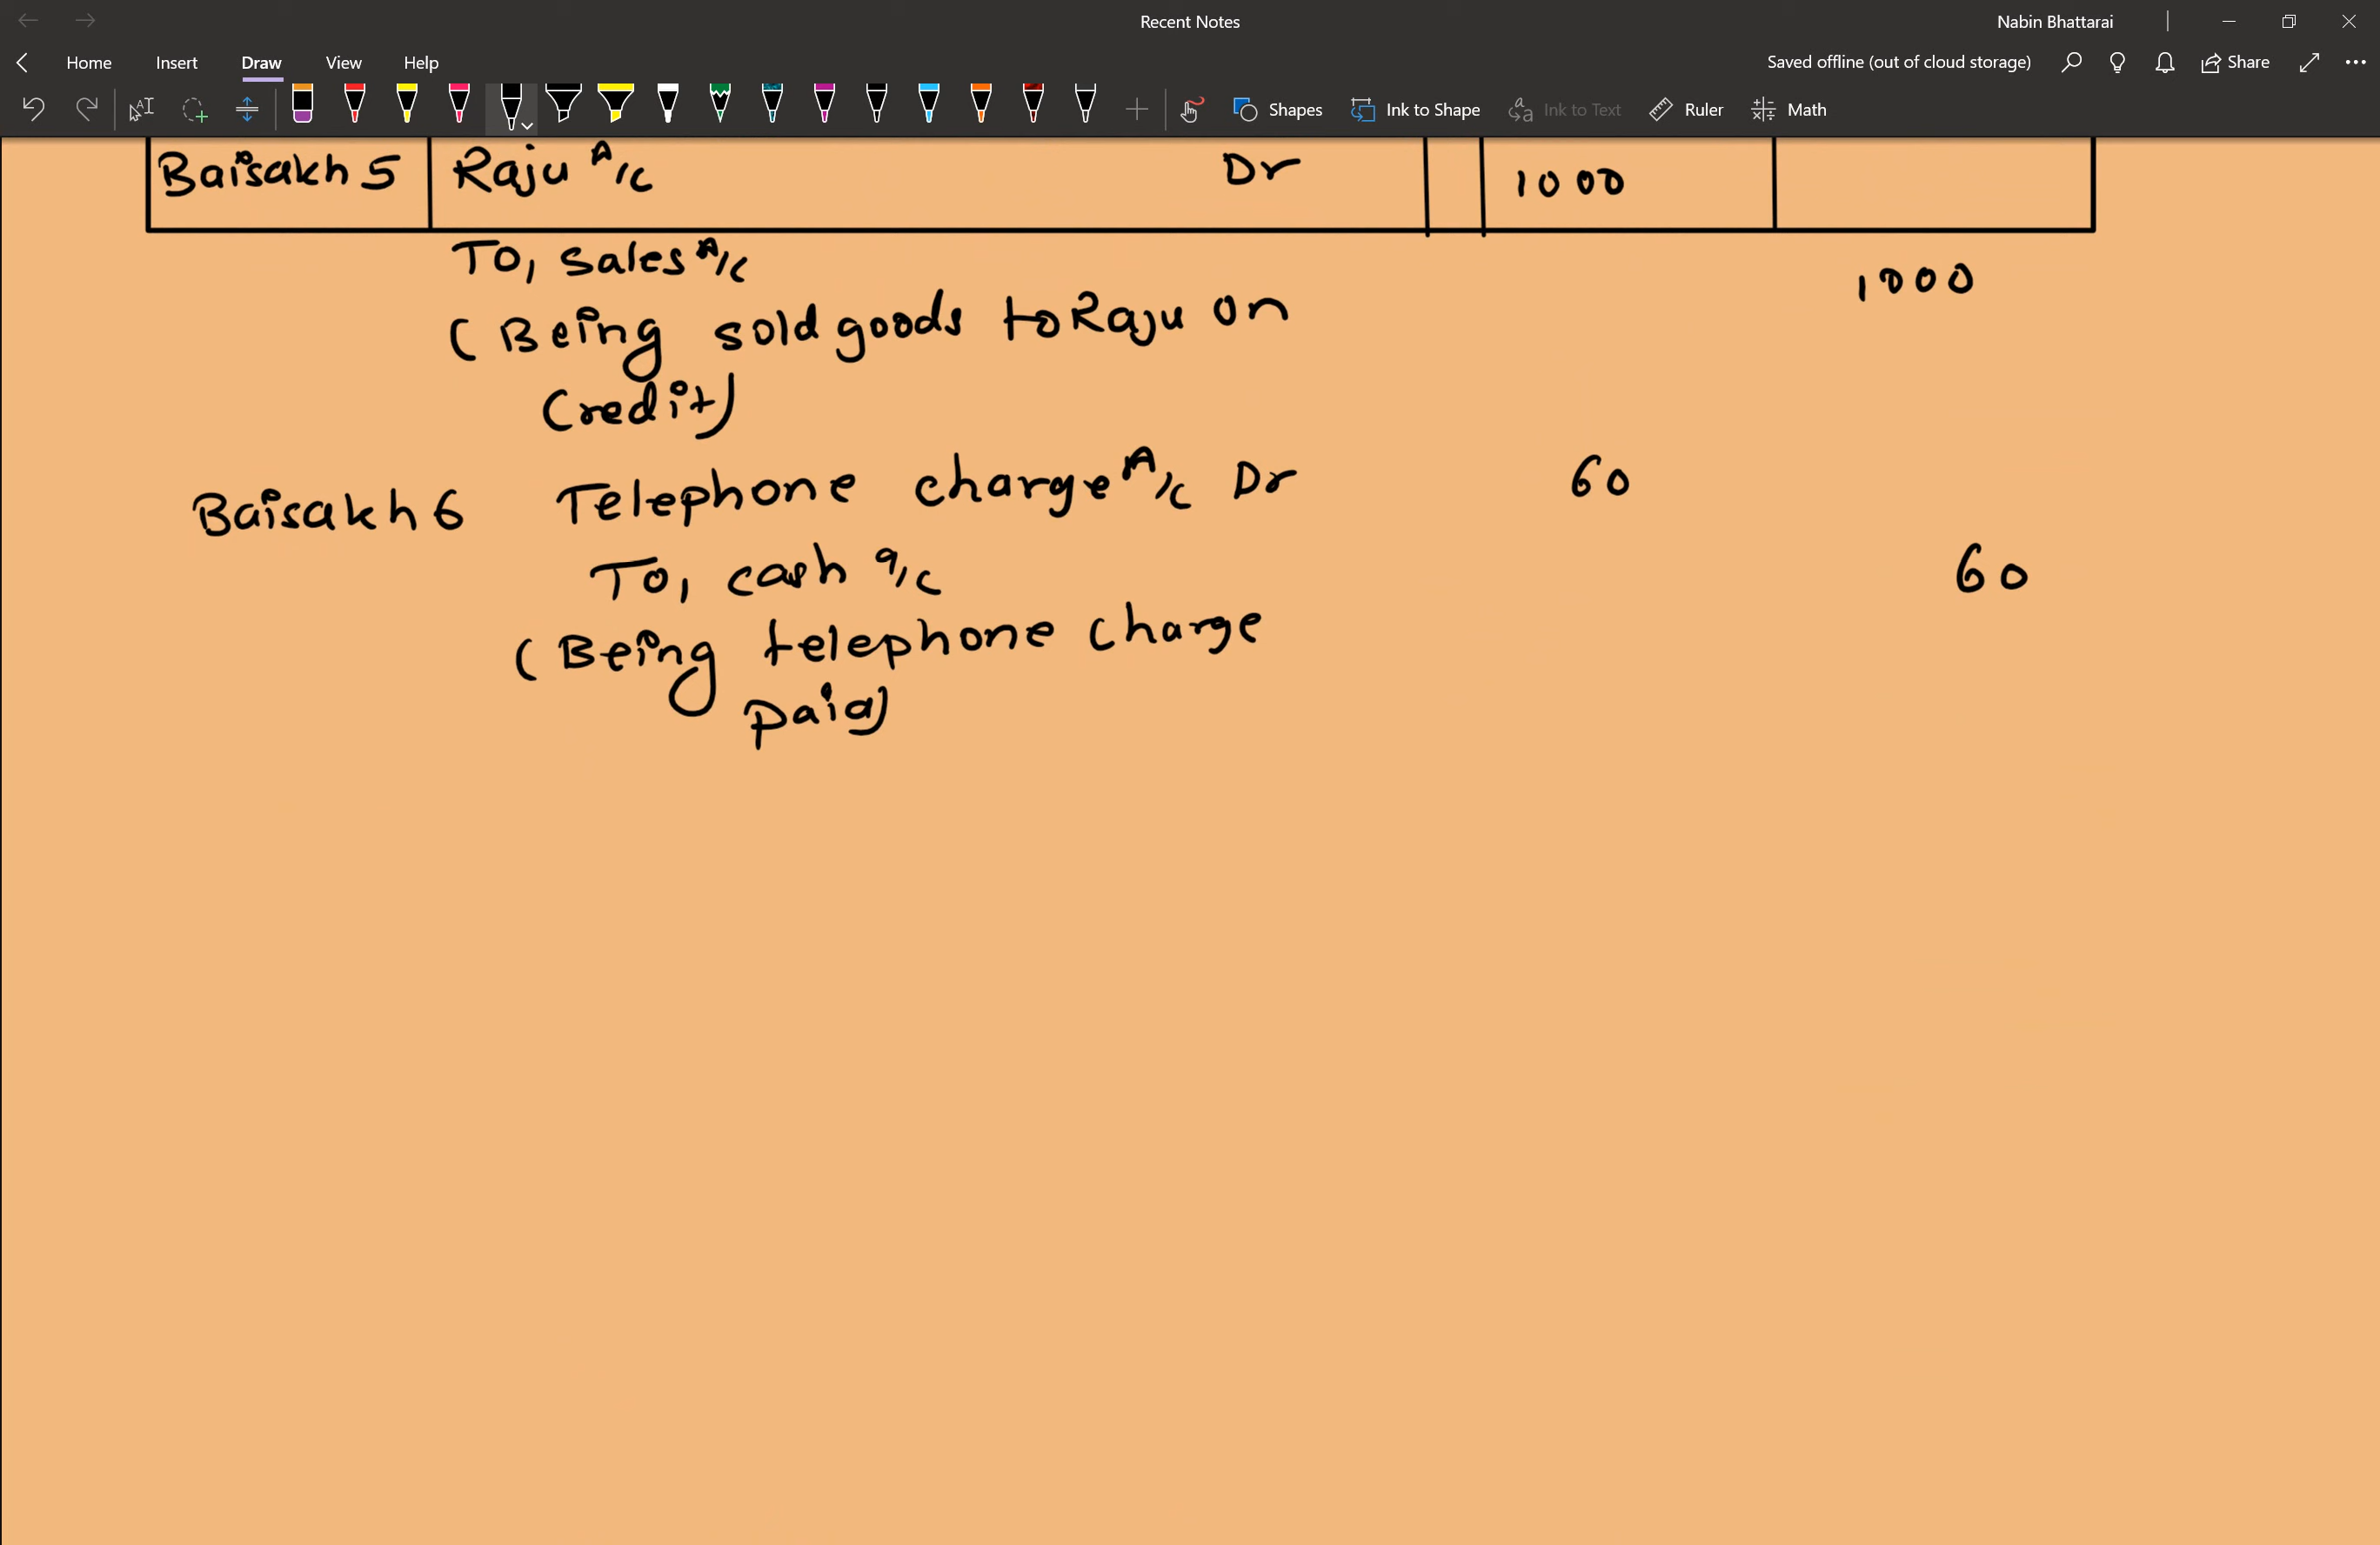 Recent Notes
Nabin Bhattarai
Home Insert Draw View Help
Saved offline (out of cloud storage)
Share
Shapes
Ink to Shape
Ink to Text
Ruler
Math
Baisakh 5 Raju A/c Dr 1000
To, sales A/c 1000
(Being sold goods to Raju on
credit)
Baisakh 6 Telephone charge A/c Dr 60
To, cash a/c 60
(Being telephone charge
paid)